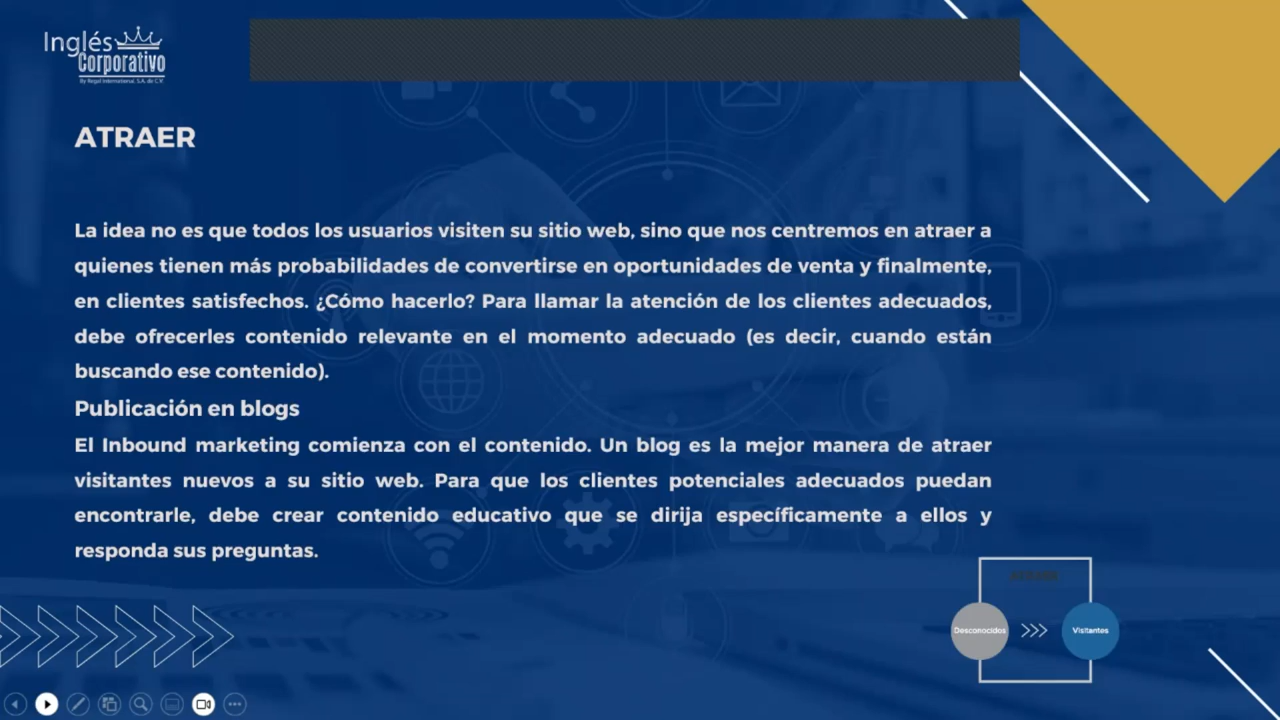 Inglés
Corporativo
By Regal International, S.A. de C.V.
ATRAER
La idea no es que todos los usuarios visiten su sitio web, sino que nos centremos en atraer a
quienes tienen más probabilidades de convertirse en oportunidades de venta y finalmente,
en clientes satisfechos. ¿Cómo hacerlo? Para llamar la atención de los clientes adecuados,
debe ofrecerles contenido relevante en el momento adecuado (es decir, cuando están
buscando ese contenido).
Publicación en blogs
El Inbound marketing comienza con el contenido. Un blog es la mejor manera de atraer
visitantes nuevos a su sitio web. Para que los clientes potenciales adecuados puedan
encontrarle, debe crear contenido educativo que se dirija específicamente a ellos y
responda sus preguntas.
ATRAER
Desconocidos
Visitantes